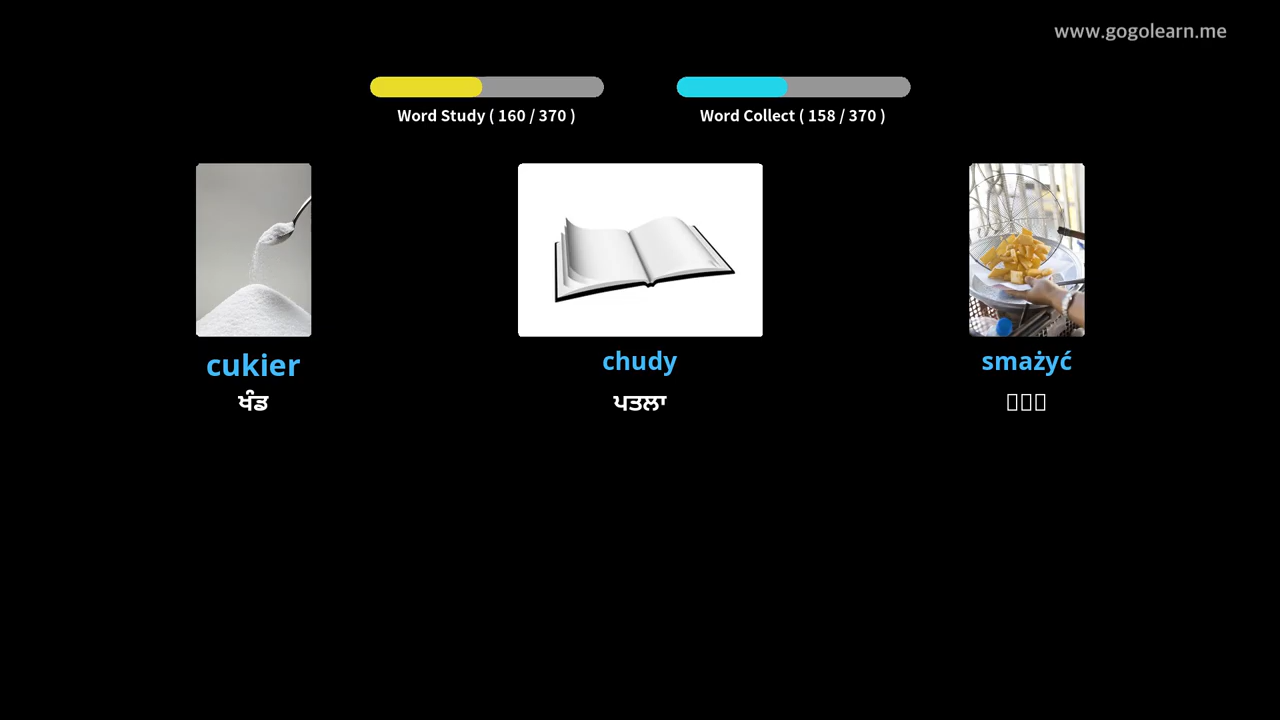 www.gogolearn.me
Word Study ( 160 / 370 )
Word Collect ( 158 / 370 )
cukier
chudy
smażyć
ਖੰਡ
ਪਤਲਾ